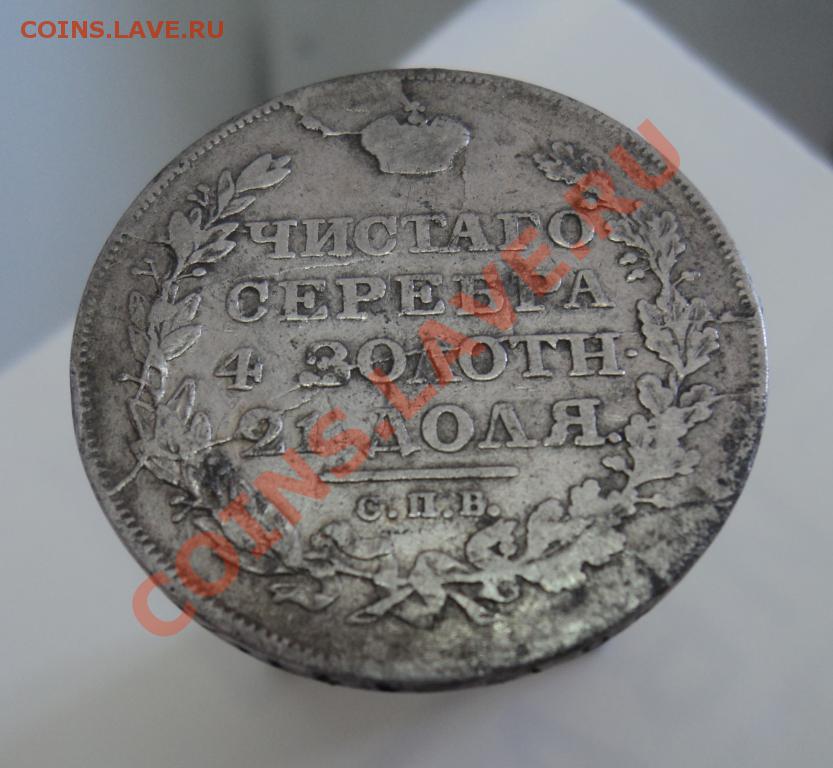 COINS.LAVE.RU
ЧИСТАГО
СЕРЕБРА
4 ЗОЛОТН·
21 ДОЛЯ.
С.П.Б.
COINS.LAVE.RU